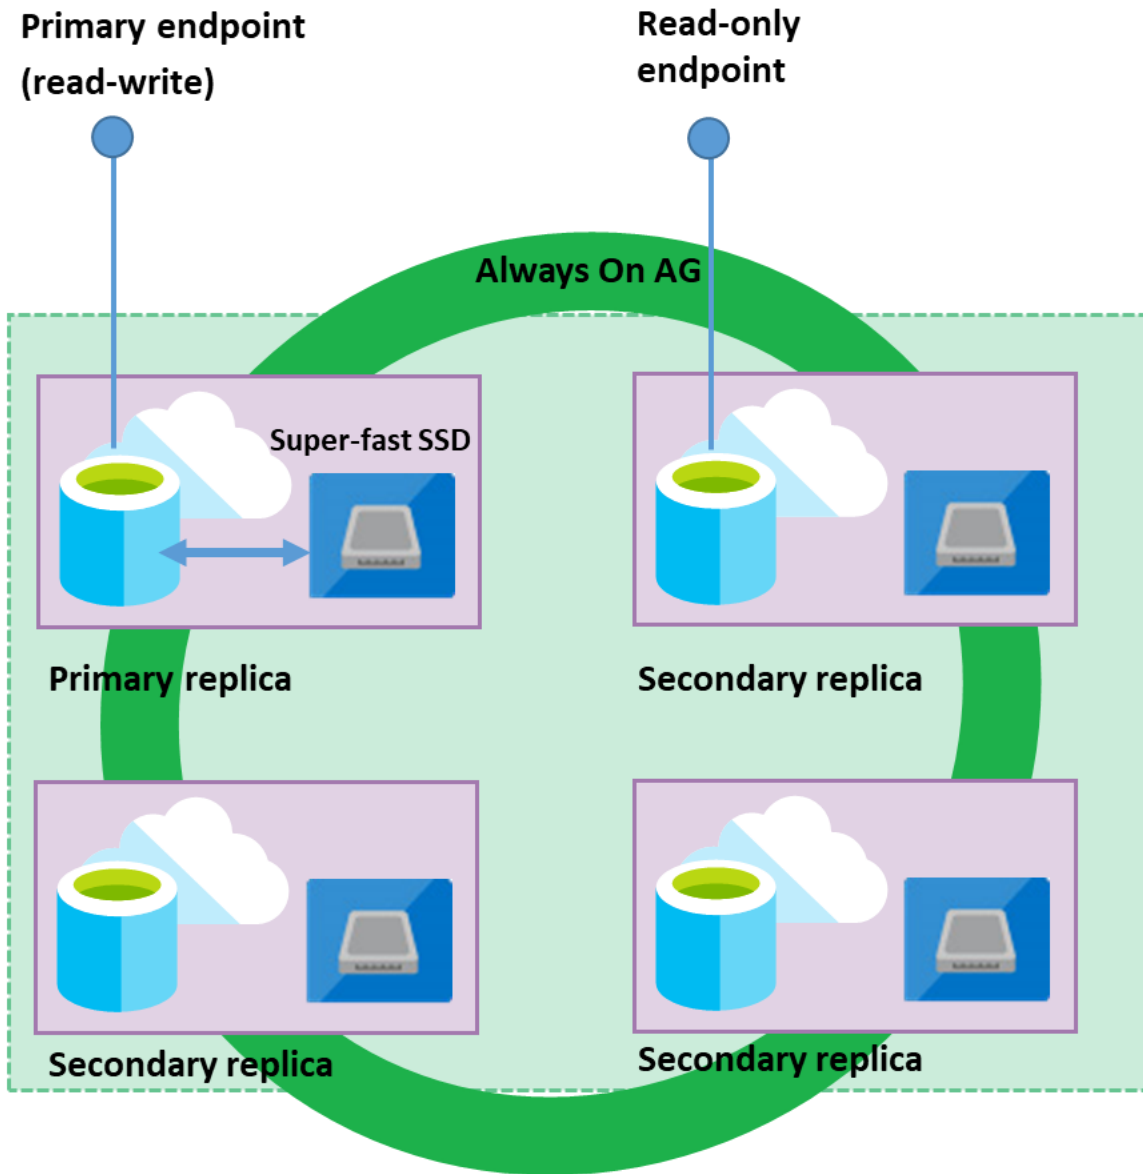 Primary endpoint
(read-write)
Read-only
endpoint
Always On AG
Super-fast SSD
Primary replica
Secondary replica
Secondary replica
Secondary replica